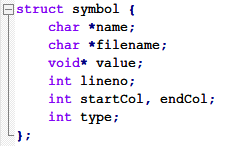 struct symbol {
char *name;
char *filename;
void* value;
int lineno;
int startCol, endCol;
int type;
};